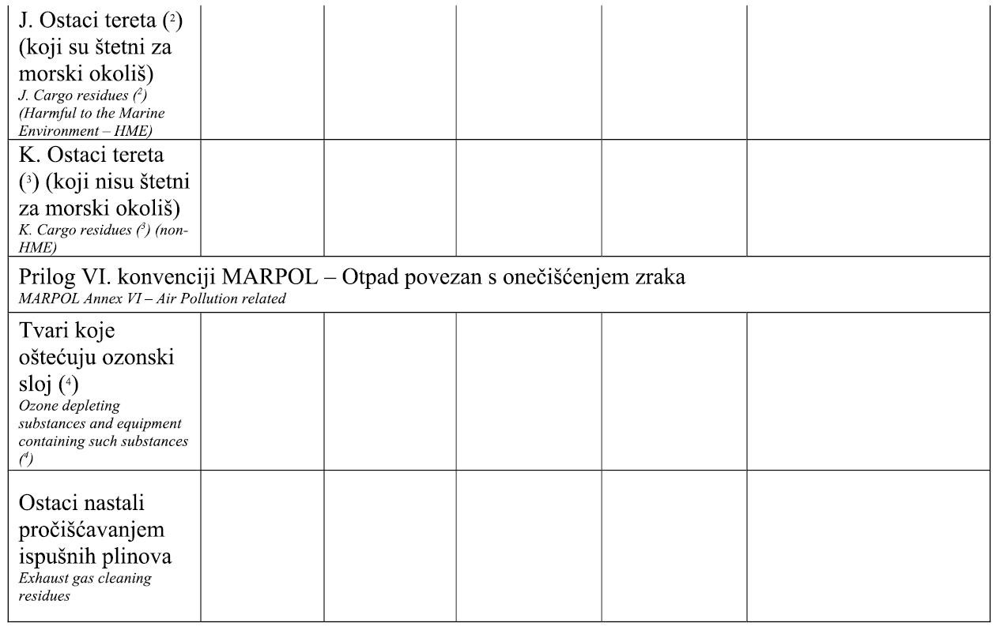 J. Ostaci tereta (²)
(koji su štetni za
morski okoliš)
J. Cargo residues (²)
(Harmful to the Marine
Environment – HME)
K. Ostaci tereta
(³) (koji nisu štetni
za morski okoliš)
K. Cargo residues (³) (non-
HME)
Prilog VI. konvenciji MARPOL – Otpad povezan s onečišćenjem zraka
MARPOL Annex VI – Air Pollution related
Tvari koje
oštećuju ozonski
sloj (⁴)
Ozone depleting
substances and equipment
containing such substances
(⁴)
Ostaci nastali
pročišćavanjem
ispušnih plinova
Exhaust gas cleaning
residues